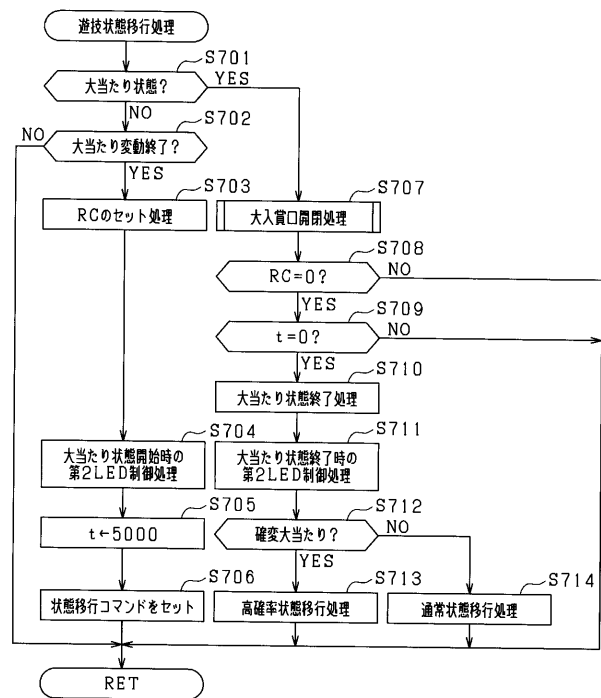 遊技状態移行処理
S701
大当たり状態?
YES
NO
S702
NO
大当たり変動終了?
YES
S703
RCのセット処理
S707
大入賞口開閉処理
S708
RC=0?
NO
YES
S709
t=0?
NO
YES
S710
大当たり状態終了処理
S704
大当たり状態開始時の
第2LED制御処理
S711
大当たり状態終了時の
第2LED制御処理
S705
t←5000
S712
確変大当たり?
NO
YES
S706
状態移行コマンドをセット
S713
高確率状態移行処理
S714
通常状態移行処理
RET